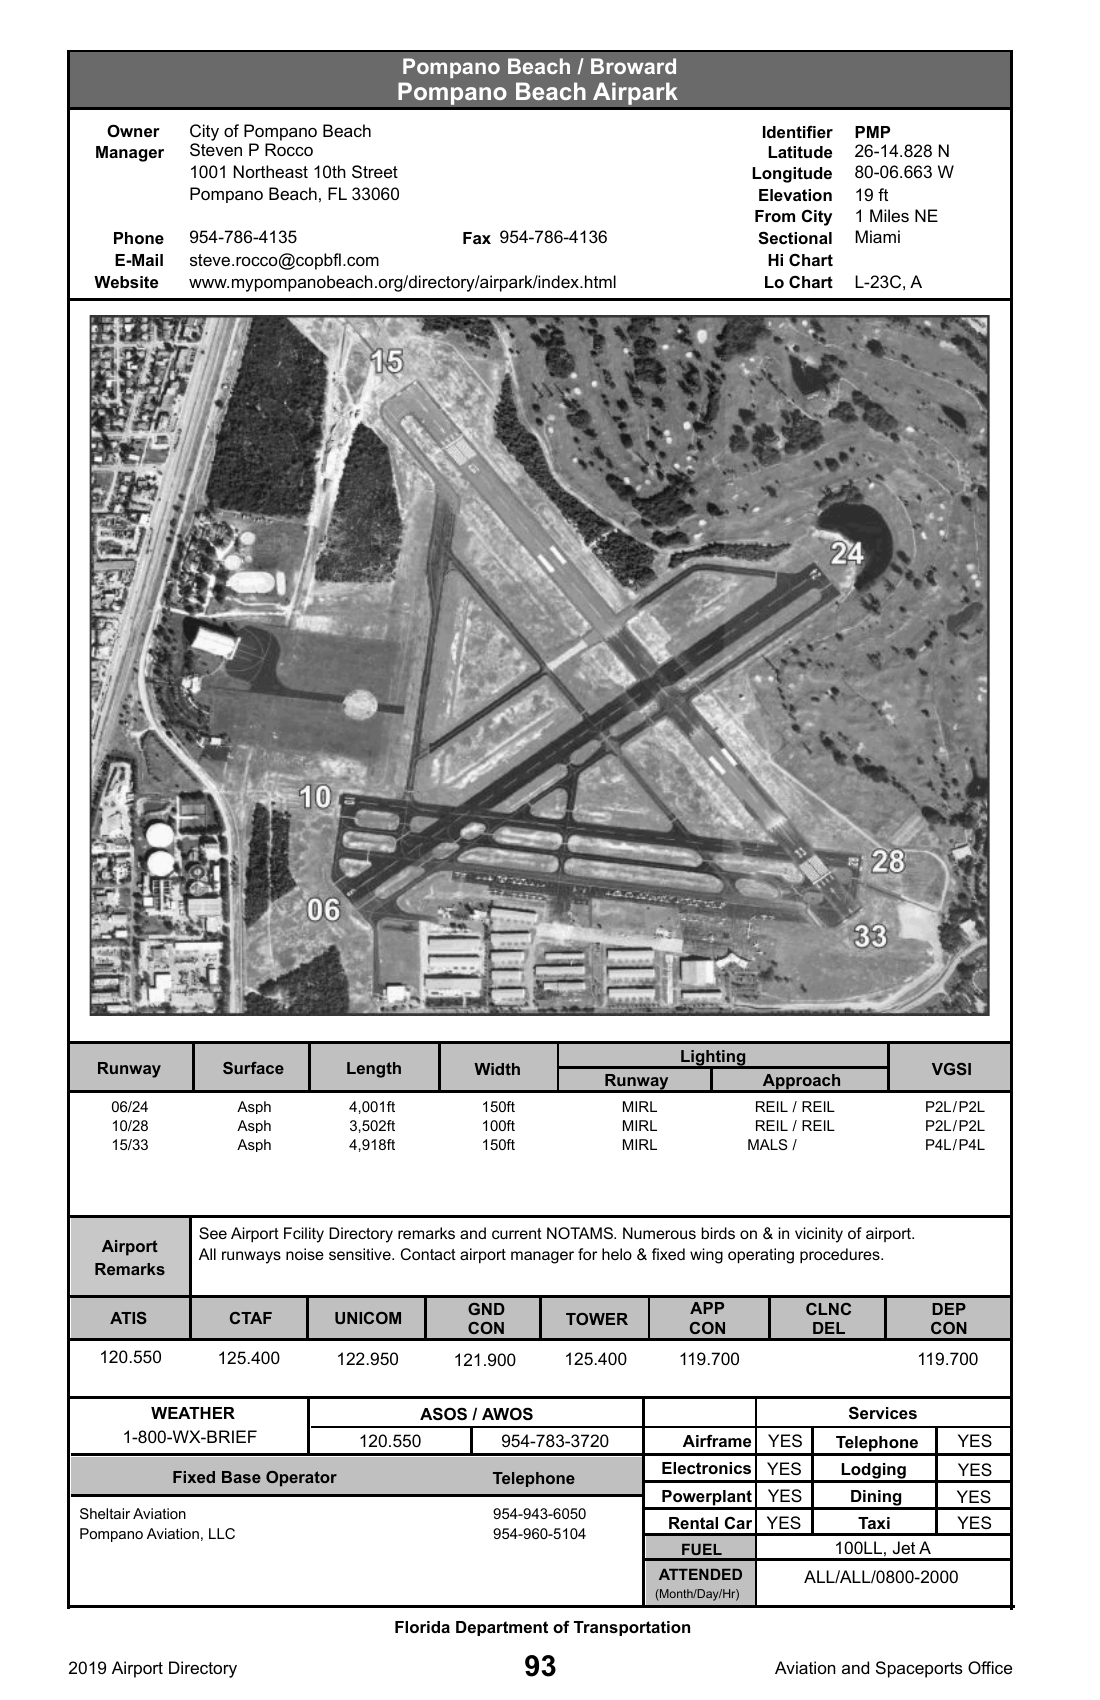 Pompano Beach / Broward
Pompano Beach Airpark
Owner City of Pompano Beach
Manager Steven P Rocco
1001 Northeast 10th Street
Pompano Beach, FL 33060
Phone 954-786-4135 Fax 954-786-4136
E-Mail steve.rocco@copbfl.com
Website www.mypompanobeach.org/directory/airpark/index.html
Identifier PMP
Latitude 26-14.828 N
Longitude 80-06.663 W
Elevation 19 ft
From City 1 Miles NE
Sectional Miami
Hi Chart
Lo Chart L-23C, A
15
24
10
28
06
33
Runway Surface Length Width Lighting VGSI
Runway Approach
06/24 Asph 4,001ft 150ft MIRL REIL / REIL P2L/P2L
10/28 Asph 3,502ft 100ft MIRL REIL / REIL P2L/P2L
15/33 Asph 4,918ft 150ft MIRL MALS / P4L/P4L
Airport Remarks
See Airport Fcility Directory remarks and current NOTAMS. Numerous birds on & in vicinity of airport.
All runways noise sensitive. Contact airport manager for helo & fixed wing operating procedures.
ATIS CTAF UNICOM GND CON TOWER APP CON CLNC DEL DEP CON
120.550 125.400 122.950 121.900 125.400 119.700 119.700
WEATHER
1-800-WX-BRIEF
ASOS / AWOS
120.550 954-783-3720
Services
Airframe YES Telephone YES
Electronics YES Lodging YES
Powerplant YES Dining YES
Rental Car YES Taxi YES
FUEL 100LL, Jet A
ATTENDED ALL/ALL/0800-2000
(Month/Day/Hr)
Fixed Base Operator Telephone
Sheltair Aviation 954-943-6050
Pompano Aviation, LLC 954-960-5104
Florida Department of Transportation
2019 Airport Directory 93 Aviation and Spaceports Office